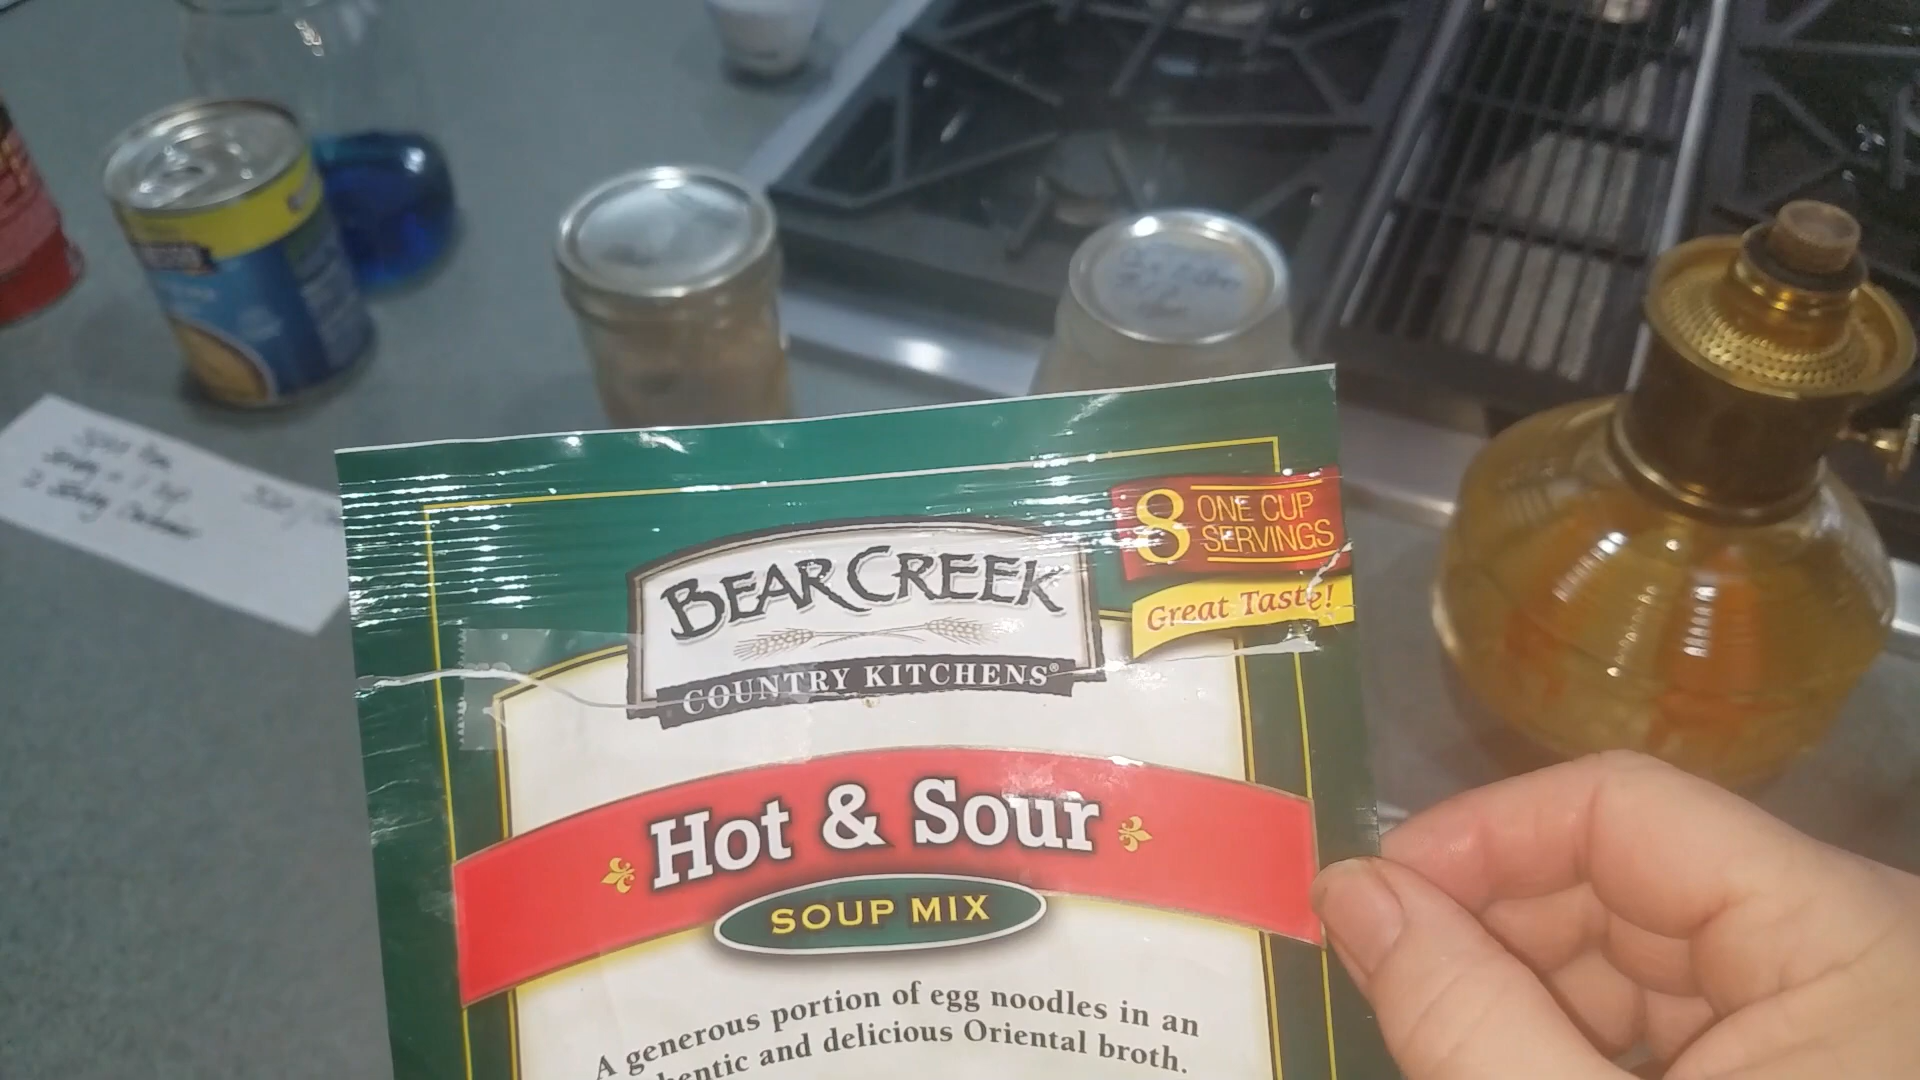 BEAR CREEK
COUNTRY KITCHENS®
8 ONE CUP
SERVINGS
Great Taste!
Hot & Sour
SOUP MIX
A generous portion of egg noodles in an
and delicious Oriental broth.